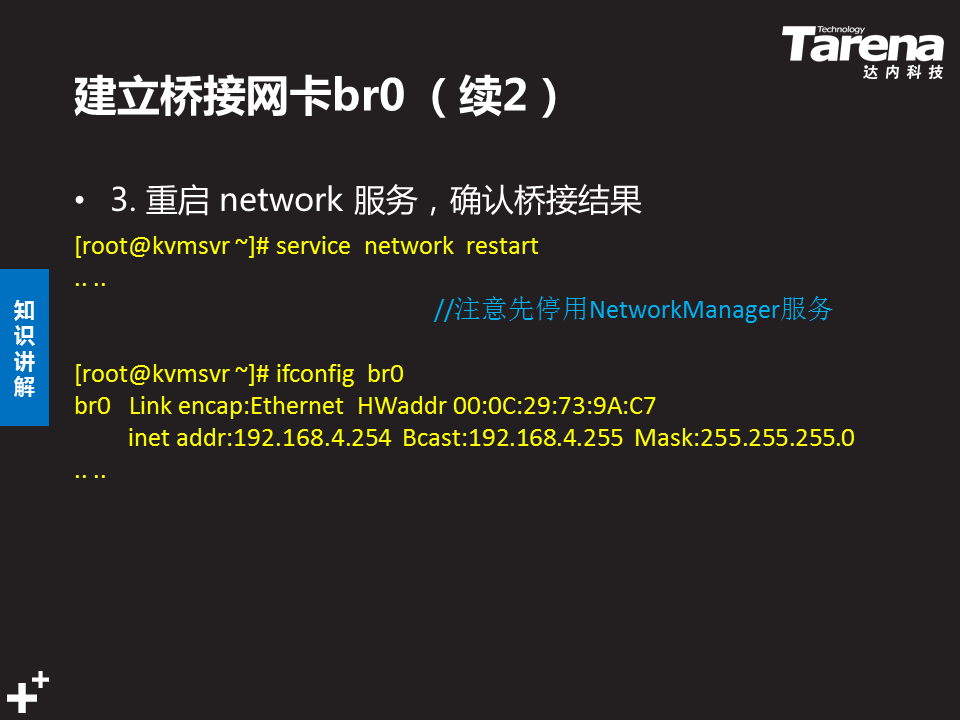 Technology
Tarena
达内科技
建立桥接网卡br0（续2）
• 3. 重启 network 服务，确认桥接结果
[root@kvmsvr ~]# service network restart
.. ..
//注意先停用NetworkManager服务
[root@kvmsvr ~]# ifconfig br0
br0 Link encap:Ethernet HWaddr 00:0C:29:73:9A:C7
inet addr:192.168.4.254 Bcast:192.168.4.255 Mask:255.255.255.0
.. ..
知识讲解